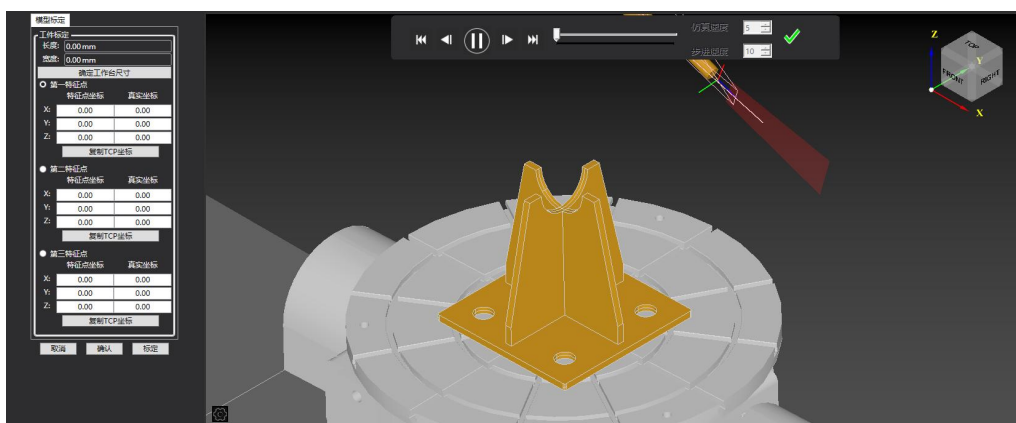 模型标定
工件标定
长度: 0.00 mm
宽度: 0.00 mm
确定工作台尺寸
第一特征点
特征点坐标 真实坐标
X: 0.00 0.00
Y: 0.00 0.00
Z: 0.00 0.00
复制TCP坐标
第二特征点
特征点坐标 真实坐标
X: 0.00 0.00
Y: 0.00 0.00
Z: 0.00 0.00
复制TCP坐标
第三特征点
特征点坐标 真实坐标
X: 0.00 0.00
Y: 0.00 0.00
Z: 0.00 0.00
复制TCP坐标
取消 确认 标定
仿真速度 5
步进速度 10
Z
TOP
Y
FRONT RIGHT
X